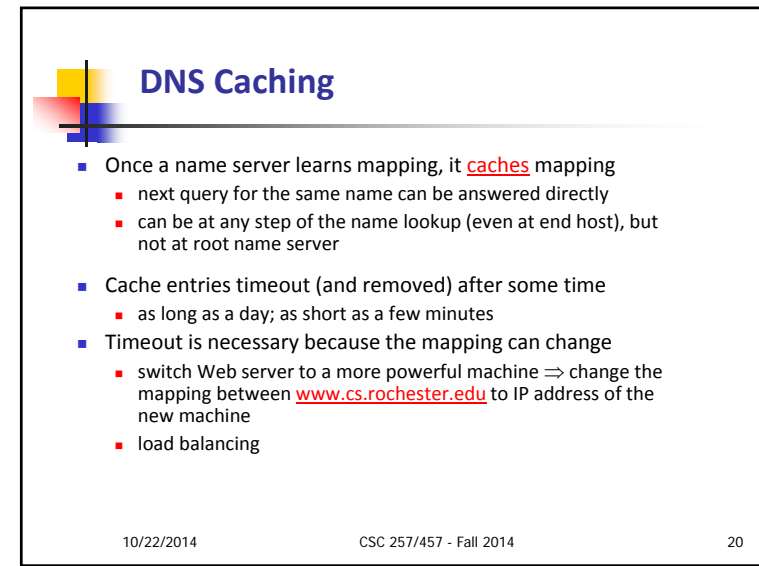 DNS Caching
Once a name server learns mapping, it caches mapping
next query for the same name can be answered directly
can be at any step of the name lookup (even at end host), but
not at root name server
Cache entries timeout (and removed) after some time
as long as a day; as short as a few minutes
Timeout is necessary because the mapping can change
switch Web server to a more powerful machine ⇒ change the
mapping between www.cs.rochester.edu to IP address of the
new machine
load balancing
10/22/2014 CSC 257/457 - Fall 2014 20